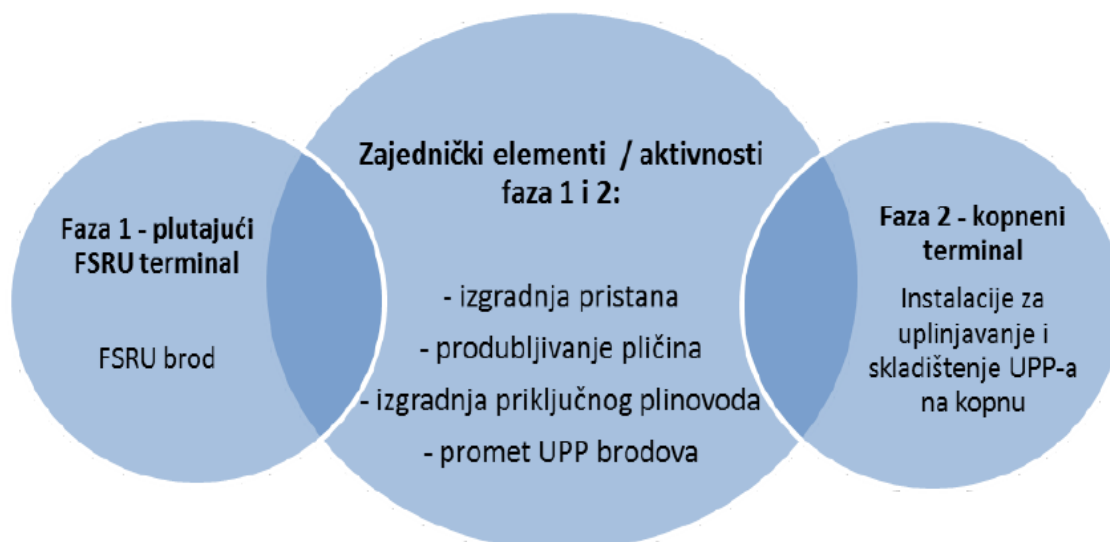 Faza 1 - plutajući
FSRU terminal
FSRU brod
Zajednički elementi / aktivnosti
faza 1 i 2:
- izgradnja pristana
- produbljivanje pličina
- izgradnja priključnog plinovoda
- promet UPP brodova
Faza 2 - kopneni
terminal
Instalacije za
uplinjavanje i
skladištenje UPP-a
na kopnu